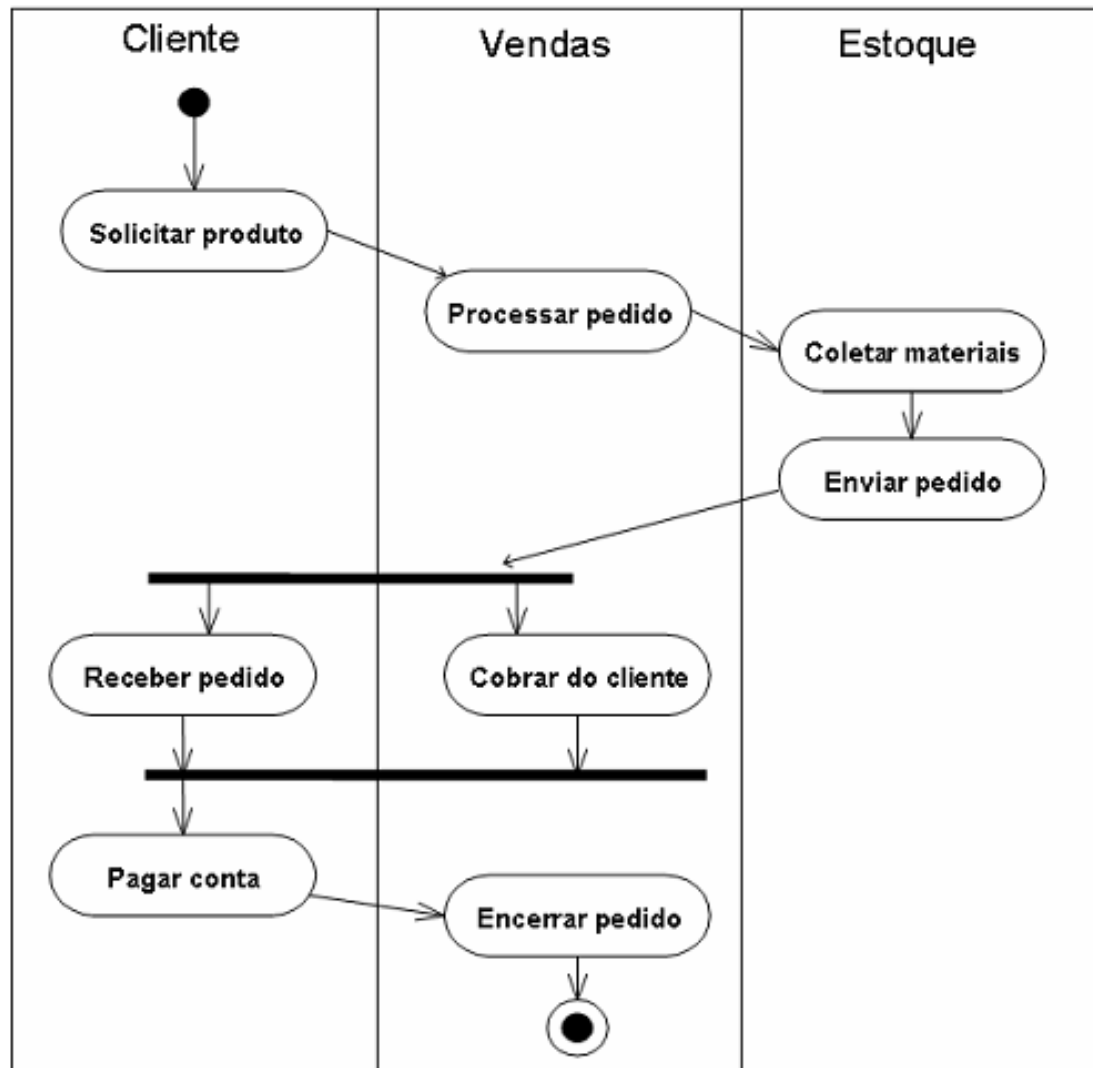 Cliente
Vendas
Estoque
Solicitar produto
Processar pedido
Coletar materiais
Enviar pedido
Receber pedido
Cobrar do cliente
Pagar conta
Encerrar pedido